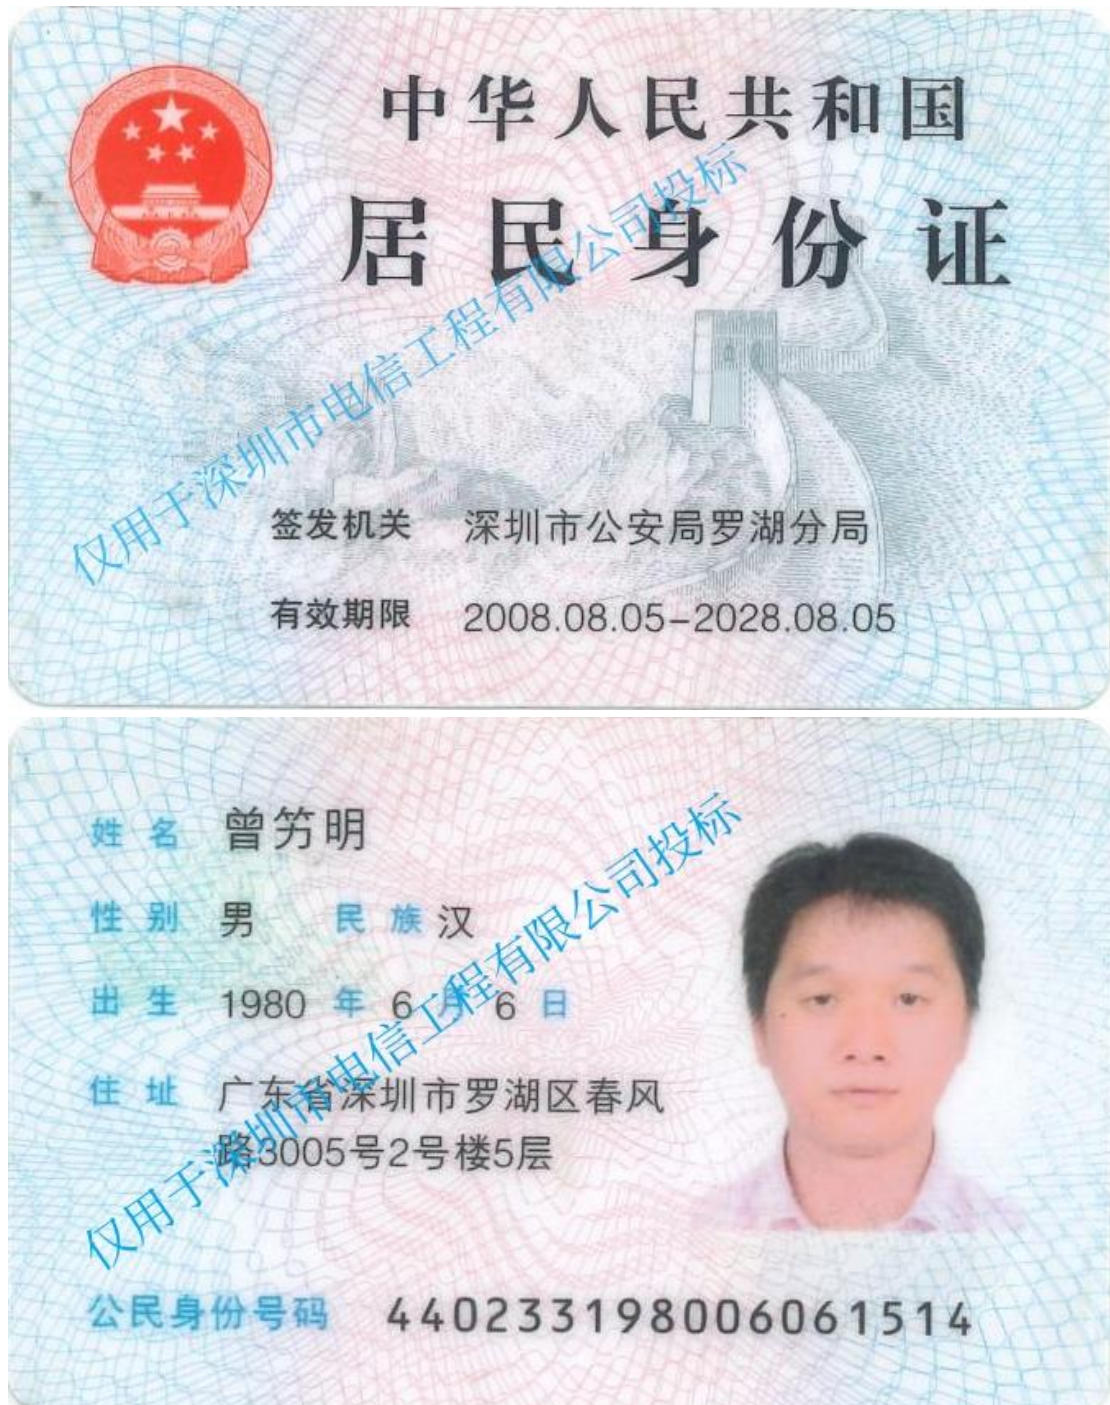 中华人民共和国
居民身份证
仅用于深圳市电信工程有限公司投标
签发机关 深圳市公安局罗湖分局
有效期限 2008.08.05-2028.08.05
姓名 曾竻明
性别 男 民族 汉
出生 1980 年 6 月 6 日
住址 广东省深圳市罗湖区春风
路3005号2号楼5层
仅用于深圳市电信工程有限公司投标
公民身份号码 440233198006061514